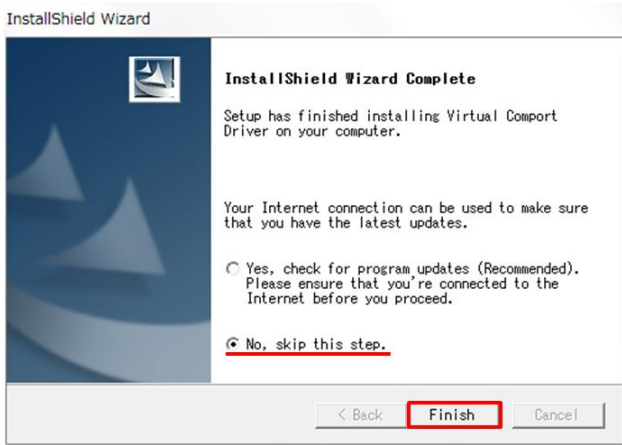 InstallShield Wizard
InstallShield Wizard Complete
Setup has finished installing Virtual Comport
Driver on your computer.
Your Internet connection can be used to make sure
that you have the latest updates.
Yes, check for program updates (Recommended).
Please ensure that you're connected to the
Internet before you proceed.
No, skip this step.
< Back Finish Cancel